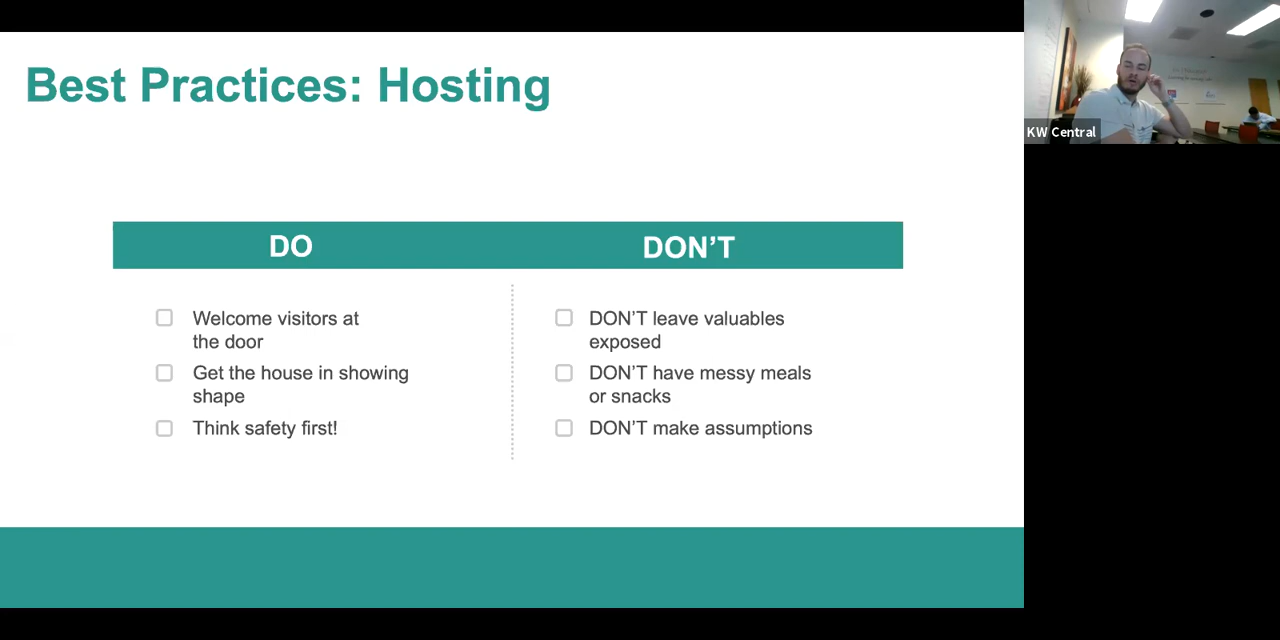 Best Practices: Hosting
DO
Welcome visitors at
the door
Get the house in showing
shape
Think safety first!
DON’T
DON’T leave valuables
exposed
DON’T have messy meals
or snacks
DON’T make assumptions
KW Central